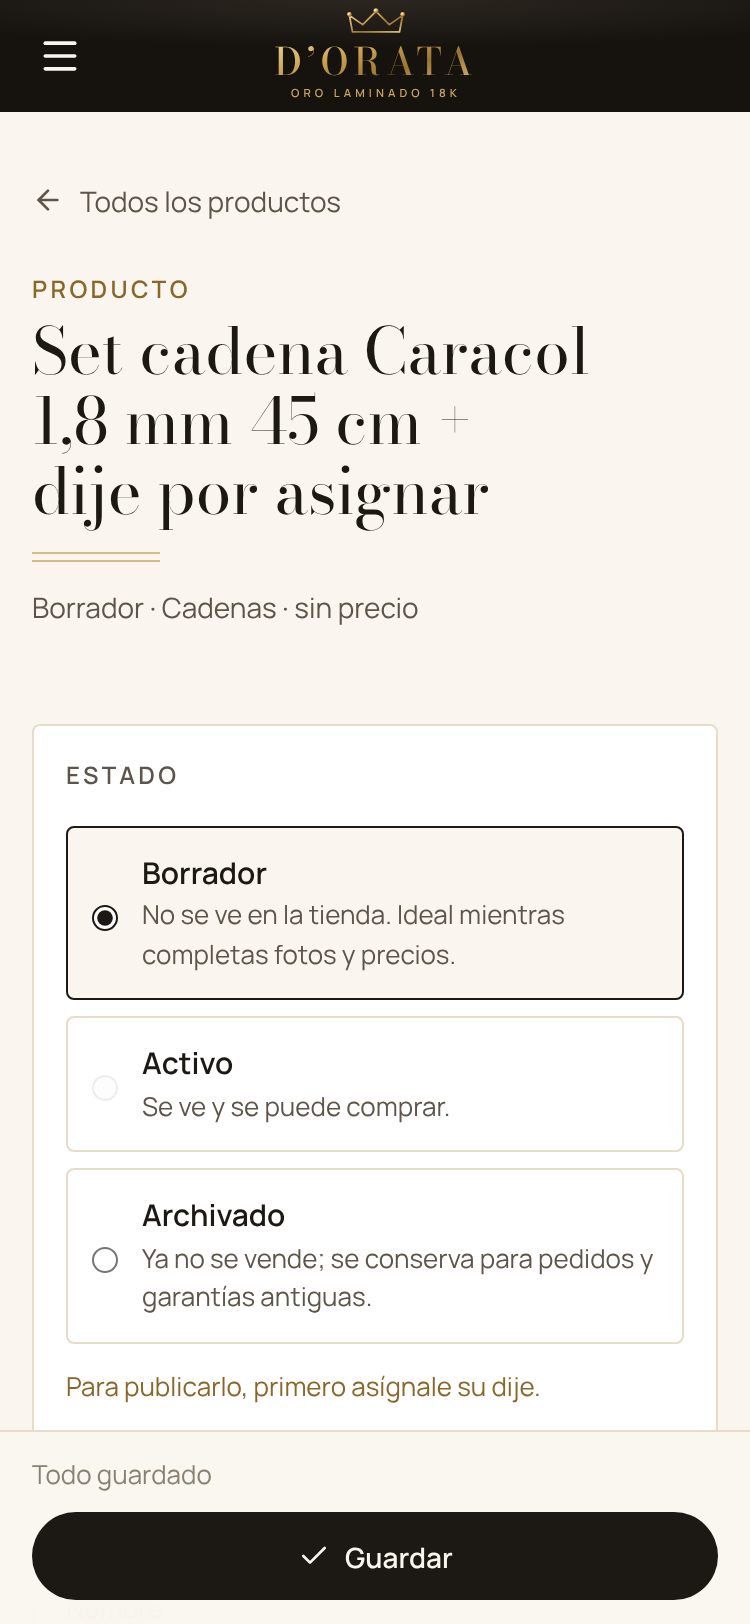 D’ORATA
ORO LAMINADO 18K
Todos los productos
PRODUCTO
Set cadena Caracol
1,8 mm 45 cm +
dije por asignar
Borrador · Cadenas · sin precio
ESTADO
Borrador
No se ve en la tienda. Ideal mientras
completas fotos y precios.
Activo
Se ve y se puede comprar.
Archivado
Ya no se vende; se conserva para pedidos y
garantías antiguas.
Para publicarlo, primero asígnale su dije.
Todo guardado
Guardar